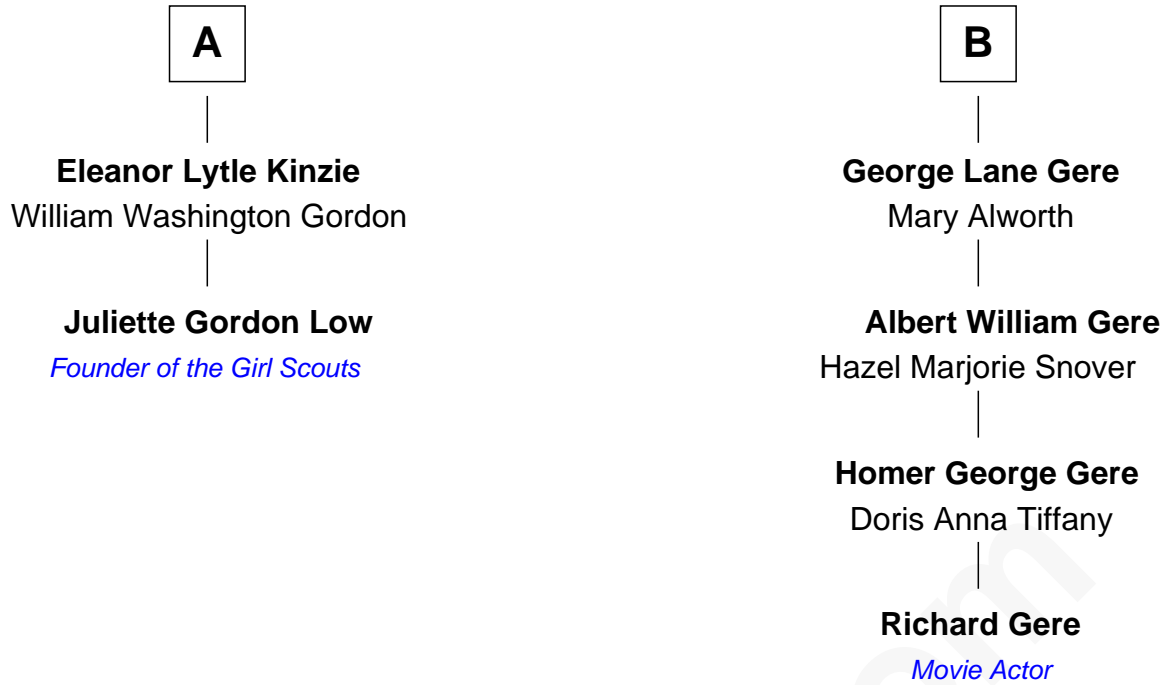 A
Eleanor Lytle Kinzie
William Washington Gordon
Juliette Gordon Low
Founder of the Girl Scouts
B
George Lane Gere
Mary Alworth
Albert William Gere
Hazel Marjorie Snover
Homer George Gere
Doris Anna Tiffany
Richard Gere
Movie Actor